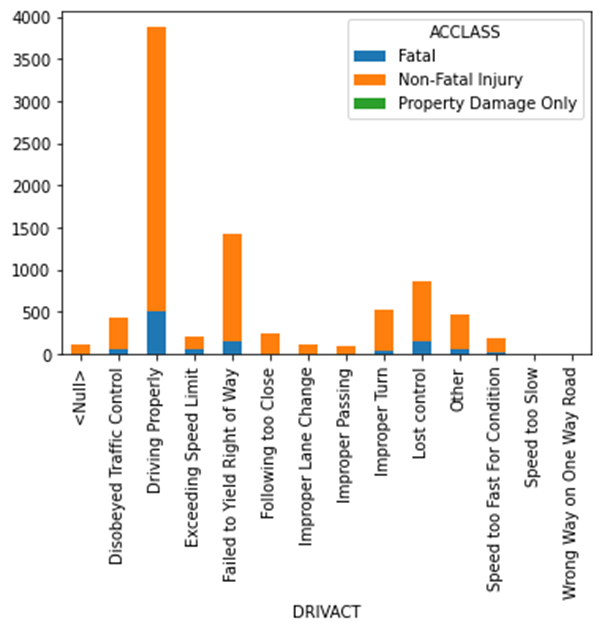 4000
3500
3000
2500
2000
1500
1000
500
0
ACCLASS
Fatal
Non-Fatal Injury
Property Damage Only
<Null>
Disobeyed Traffic Control
Driving Properly
Exceeding Speed Limit
Failed to Yield Right of Way
Following too Close
Improper Lane Change
Improper Passing
Improper Turn
Lost control
Other
Speed too Fast For Condition
Speed too Slow
Wrong Way on One Way Road
DRIVACT